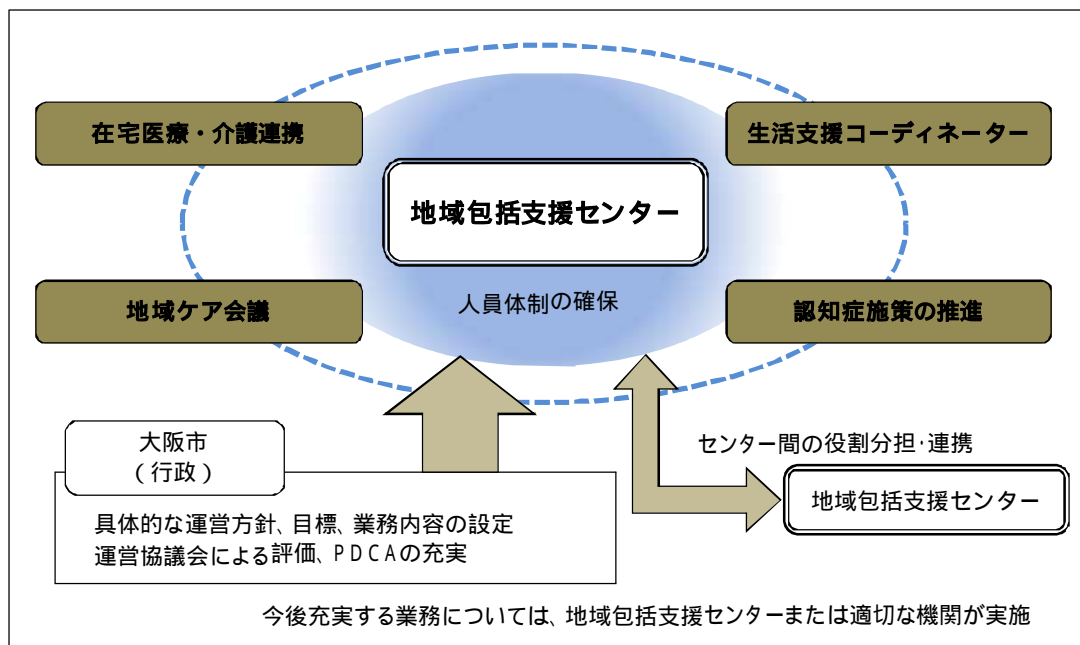 在宅医療・介護連携
生活支援コーディネーター
地域包括支援センター
地域ケア会議
人員体制の確保
認知症施策の推進
大阪市
（行政）
センター間の役割分担･連携
地域包括支援センター
具体的な運営方針、目標、業務内容の設定
運営協議会による評価、PDCAの充実
今後充実する業務については、地域包括支援センターまたは適切な機関が実施